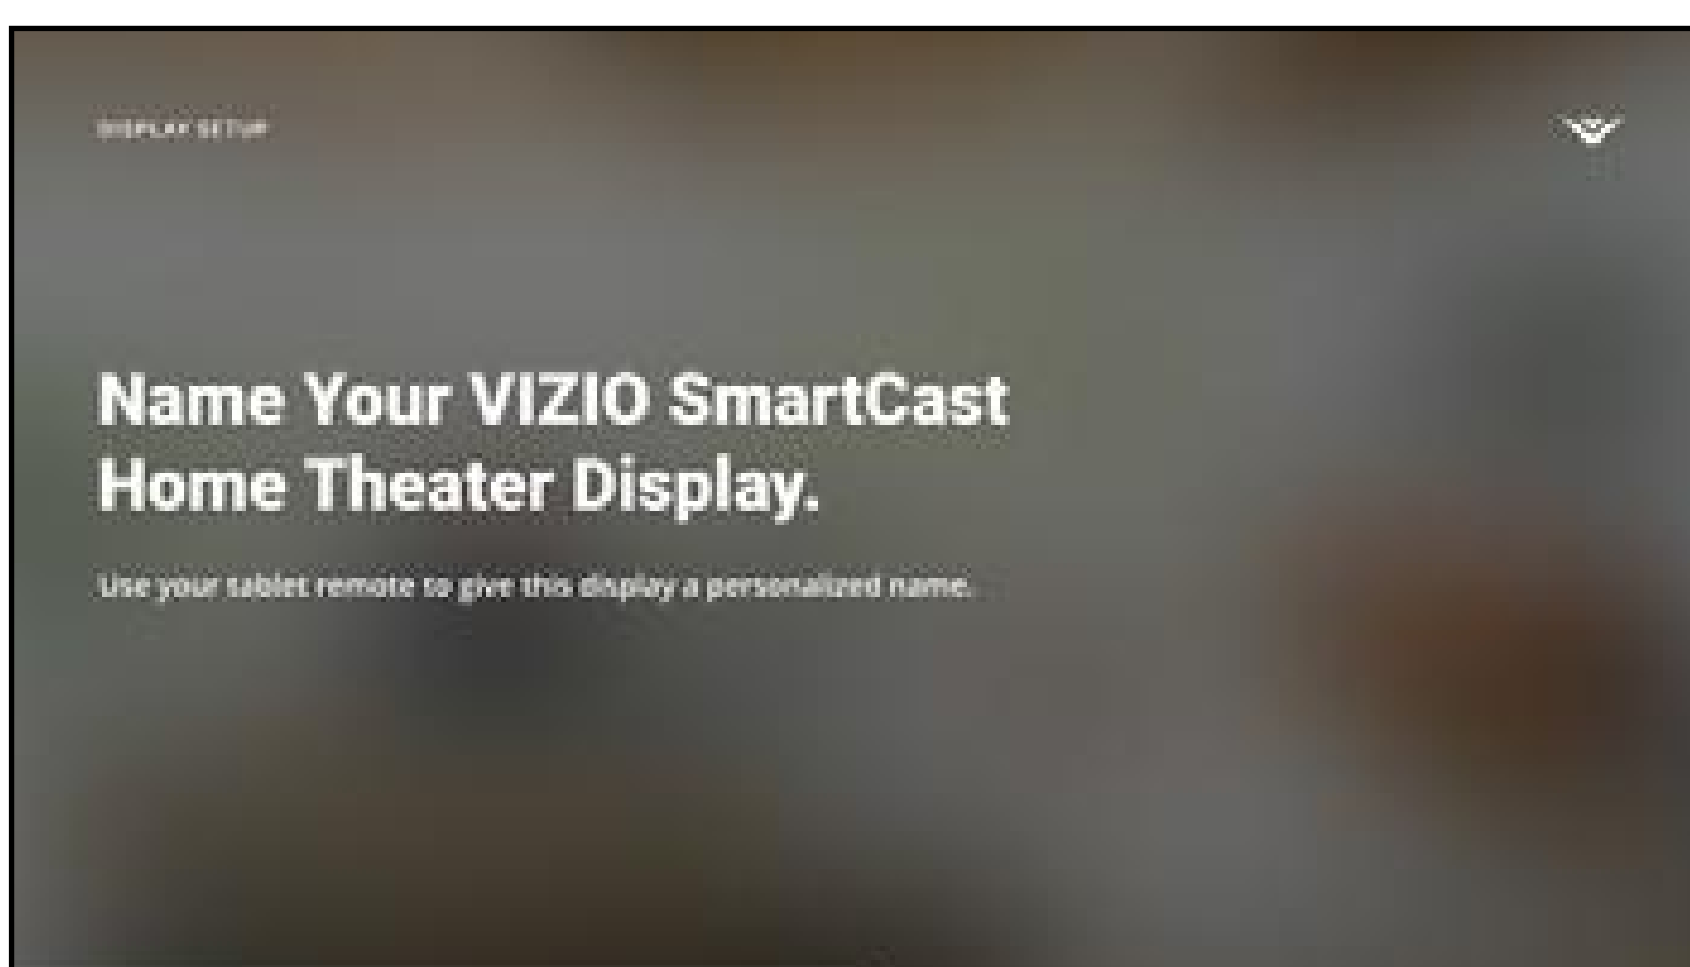 DISPLAY SETUP
Name Your VIZIO SmartCast
Home Theater Display.
Use your tablet remote to give this display a personalized name.